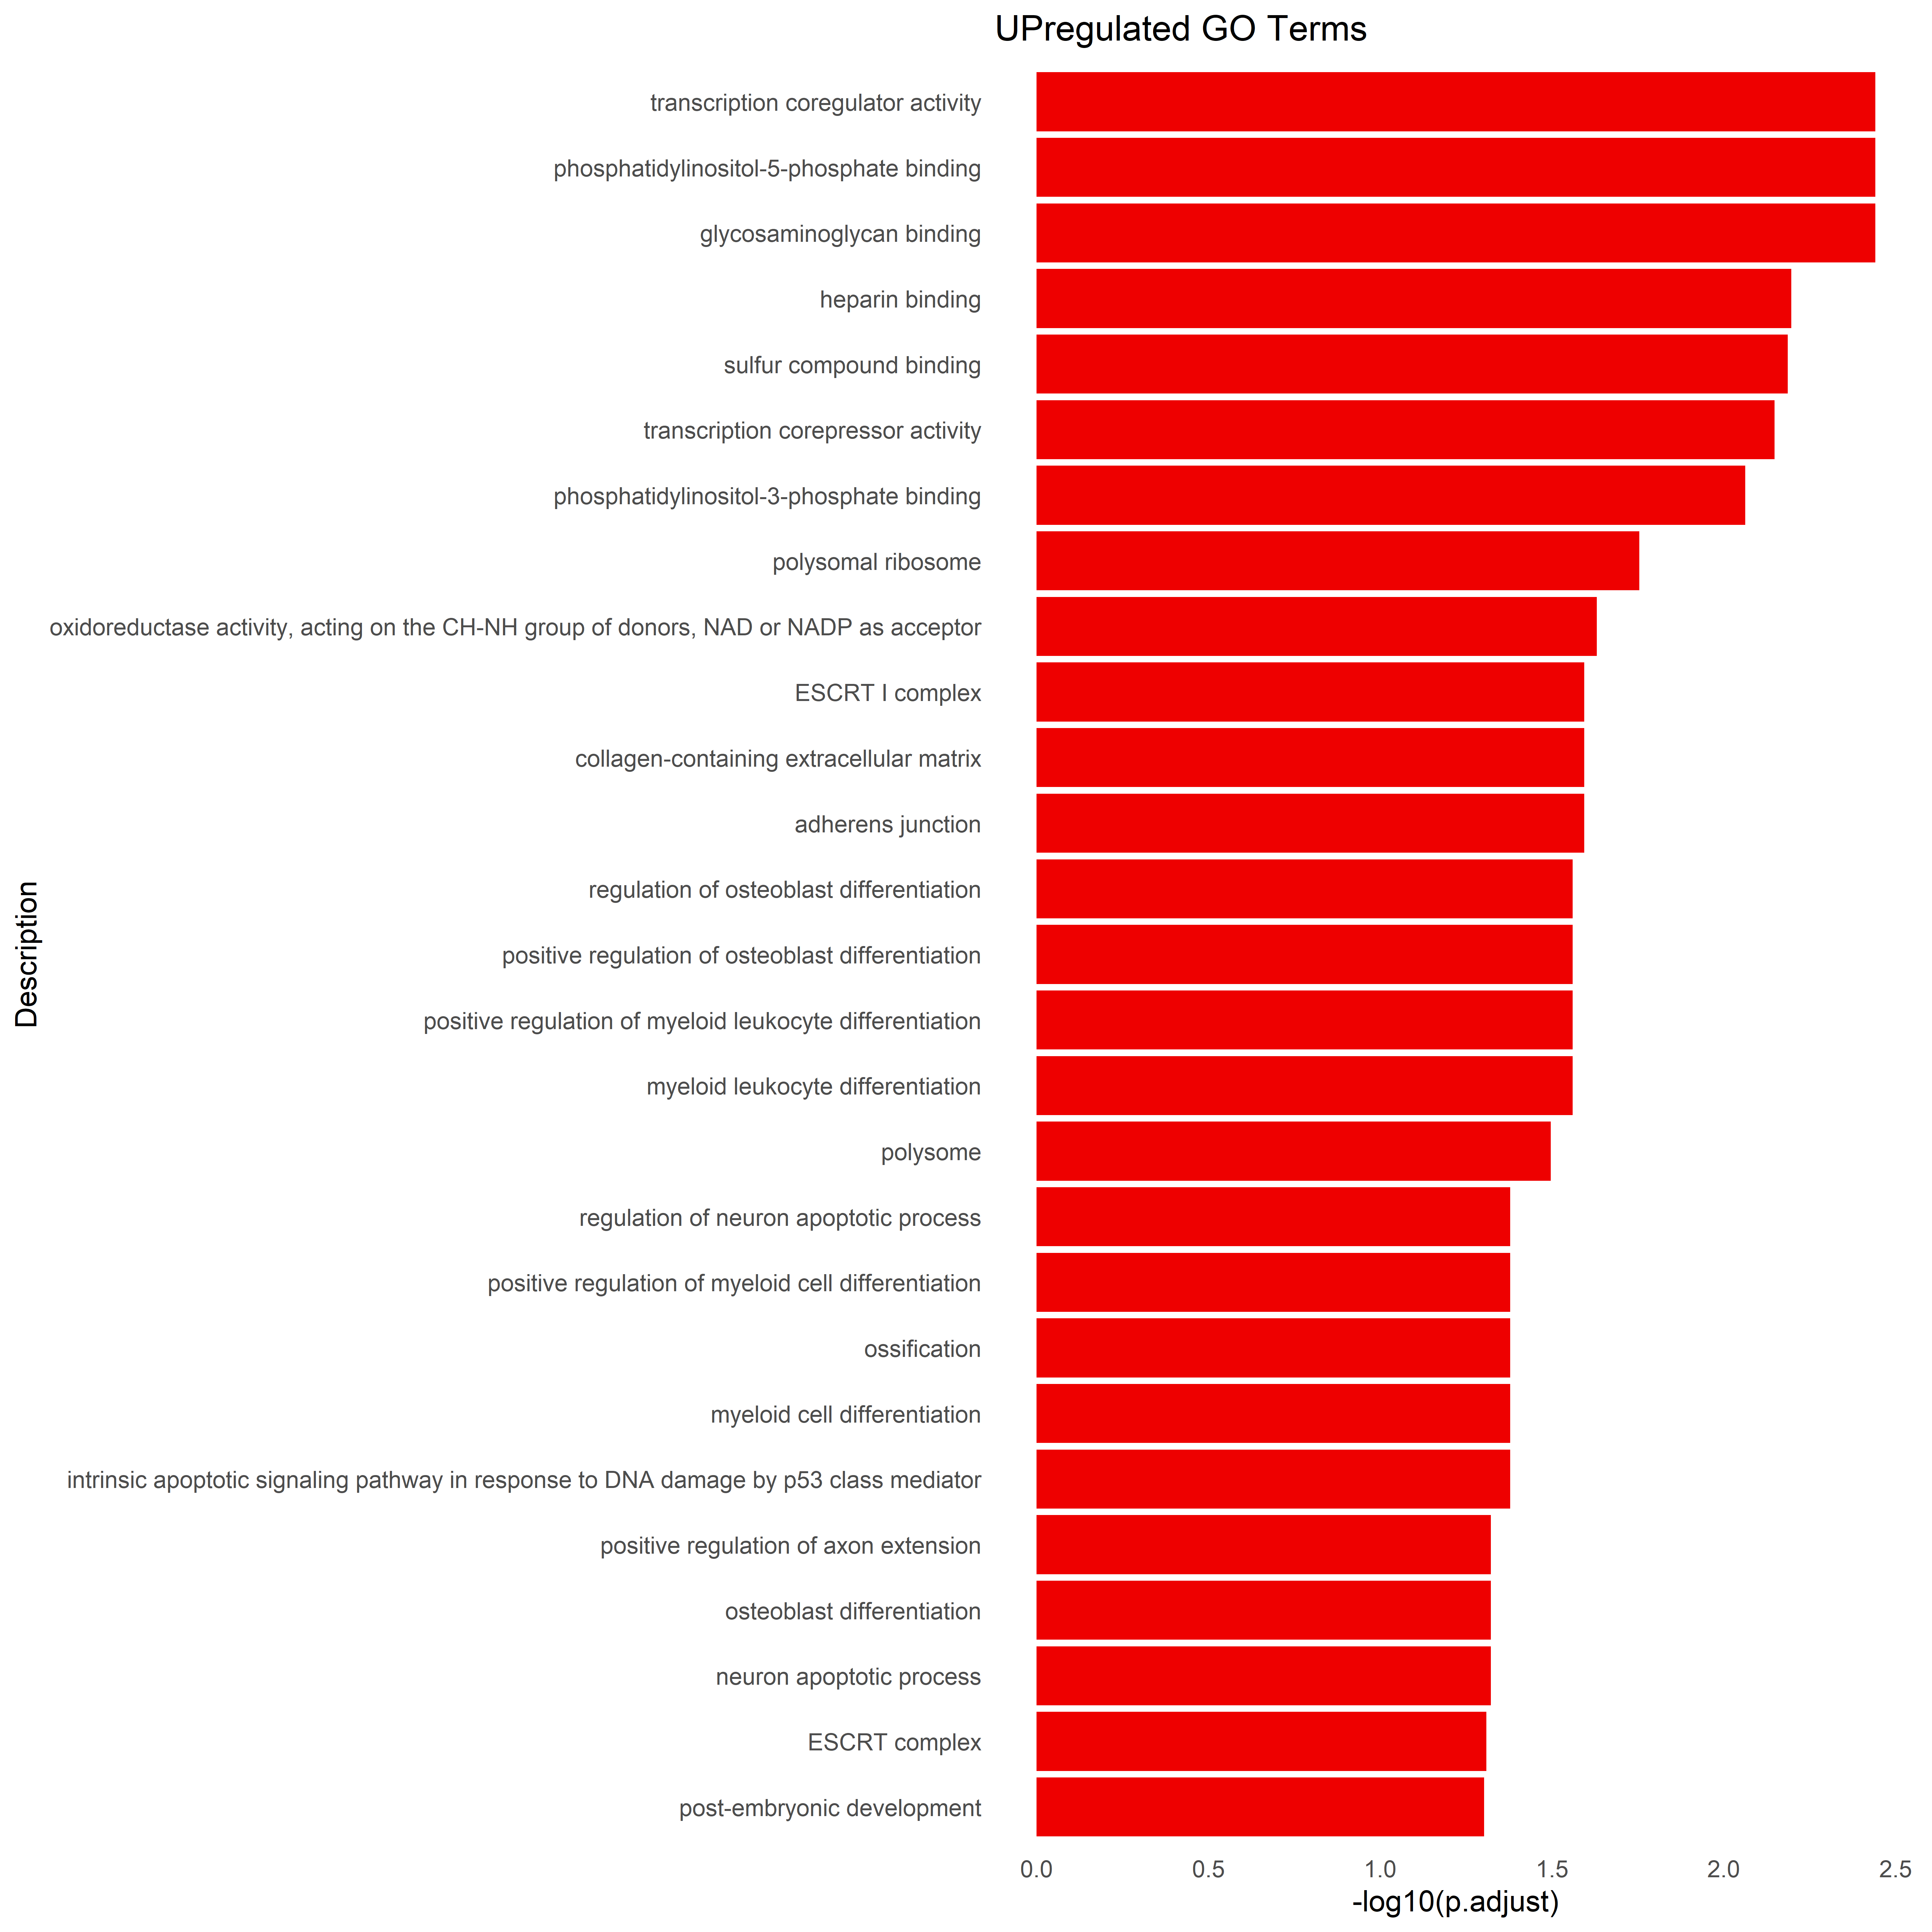 UPregulated GO Terms
transcription coregulator activity
phosphatidylinositol-5-phosphate binding
glycosaminoglycan binding
heparin binding
sulfur compound binding
transcription corepressor activity
phosphatidylinositol-3-phosphate binding
polysomal ribosome
oxidoreductase activity, acting on the CH-NH group of donors, NAD or NADP as acceptor
ESCRT I complex
collagen-containing extracellular matrix
adherens junction
regulation of osteoblast differentiation
positive regulation of osteoblast differentiation
positive regulation of myeloid leukocyte differentiation
myeloid leukocyte differentiation
polysome
regulation of neuron apoptotic process
positive regulation of myeloid cell differentiation
ossification
myeloid cell differentiation
intrinsic apoptotic signaling pathway in response to DNA damage by p53 class mediator
positive regulation of axon extension
osteoblast differentiation
neuron apoptotic process
ESCRT complex
post-embryonic development
Description
0.0 0.5 1.0 1.5 2.0 2.5
-log10(p.adjust)